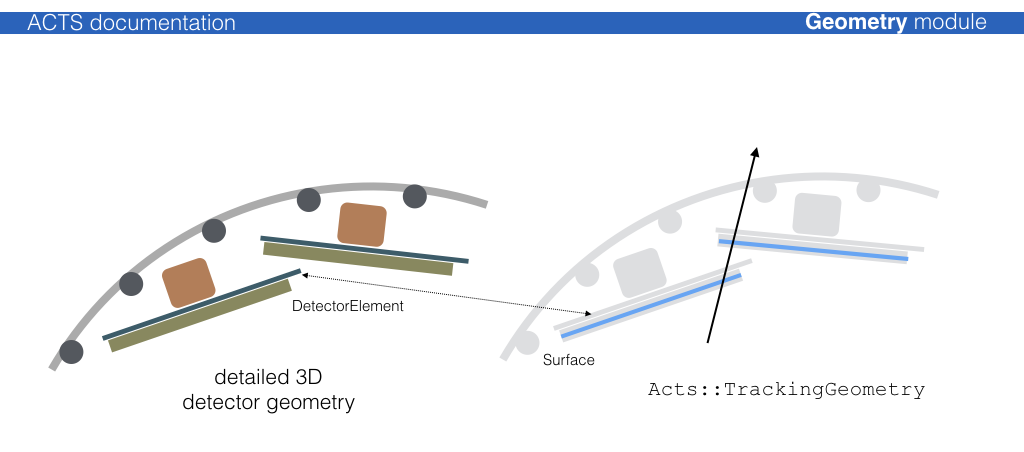 ACTS documentation
Geometry module
DetectorElement
Surface
detailed 3D
detector geometry
Acts::TrackingGeometry